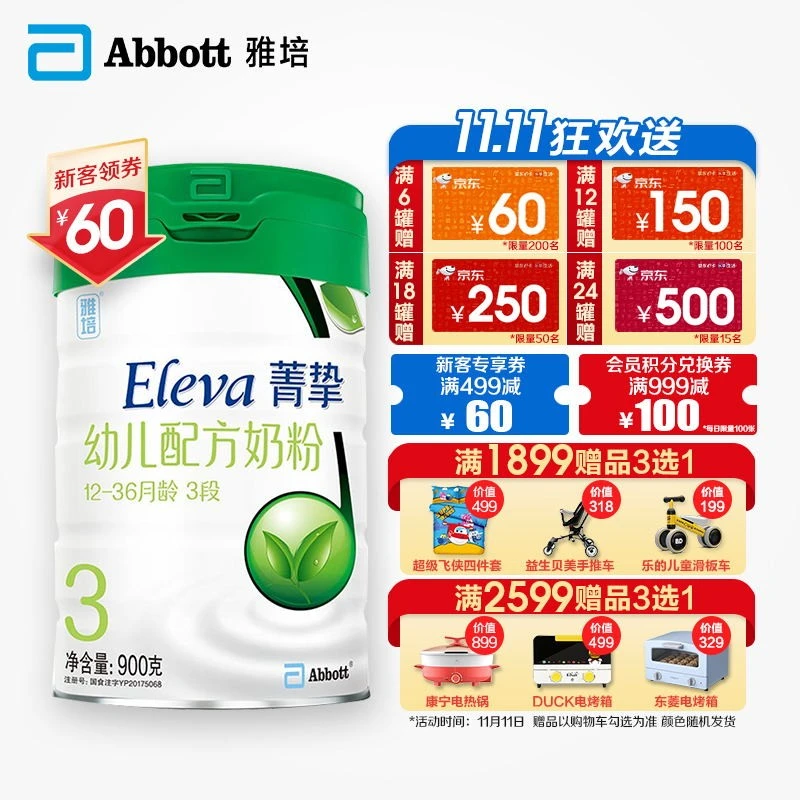 Abbott 雅培
新客领券
¥60
雅培
Eleva 菁挚
幼儿配方奶粉
12-36月龄 3段
3
净含量: 900克
注册号: 国食注字YP20175068
Abbott®
11.11狂欢送
满6罐赠
京东
¥60
*限量200名
满12罐赠
京东
¥150
*限量100名
满18罐赠
京东
¥250
*限量50名
满24罐赠
京东
¥500
*限量15名
新客专享券
满499减
¥60
会员积分兑换券
满999减
¥100 *每日限量100张
满1899赠品3选1
价值499
超级飞侠四件套
价值318
益生贝美手推车
价值199
乐的儿童滑板车
满2599赠品3选1
价值899
康宁电热锅
价值499
DUCK电烤箱
价值329
东菱电烤箱
*活动时间: 11月11日 赠品以购物车勾选为准 颜色随机发货